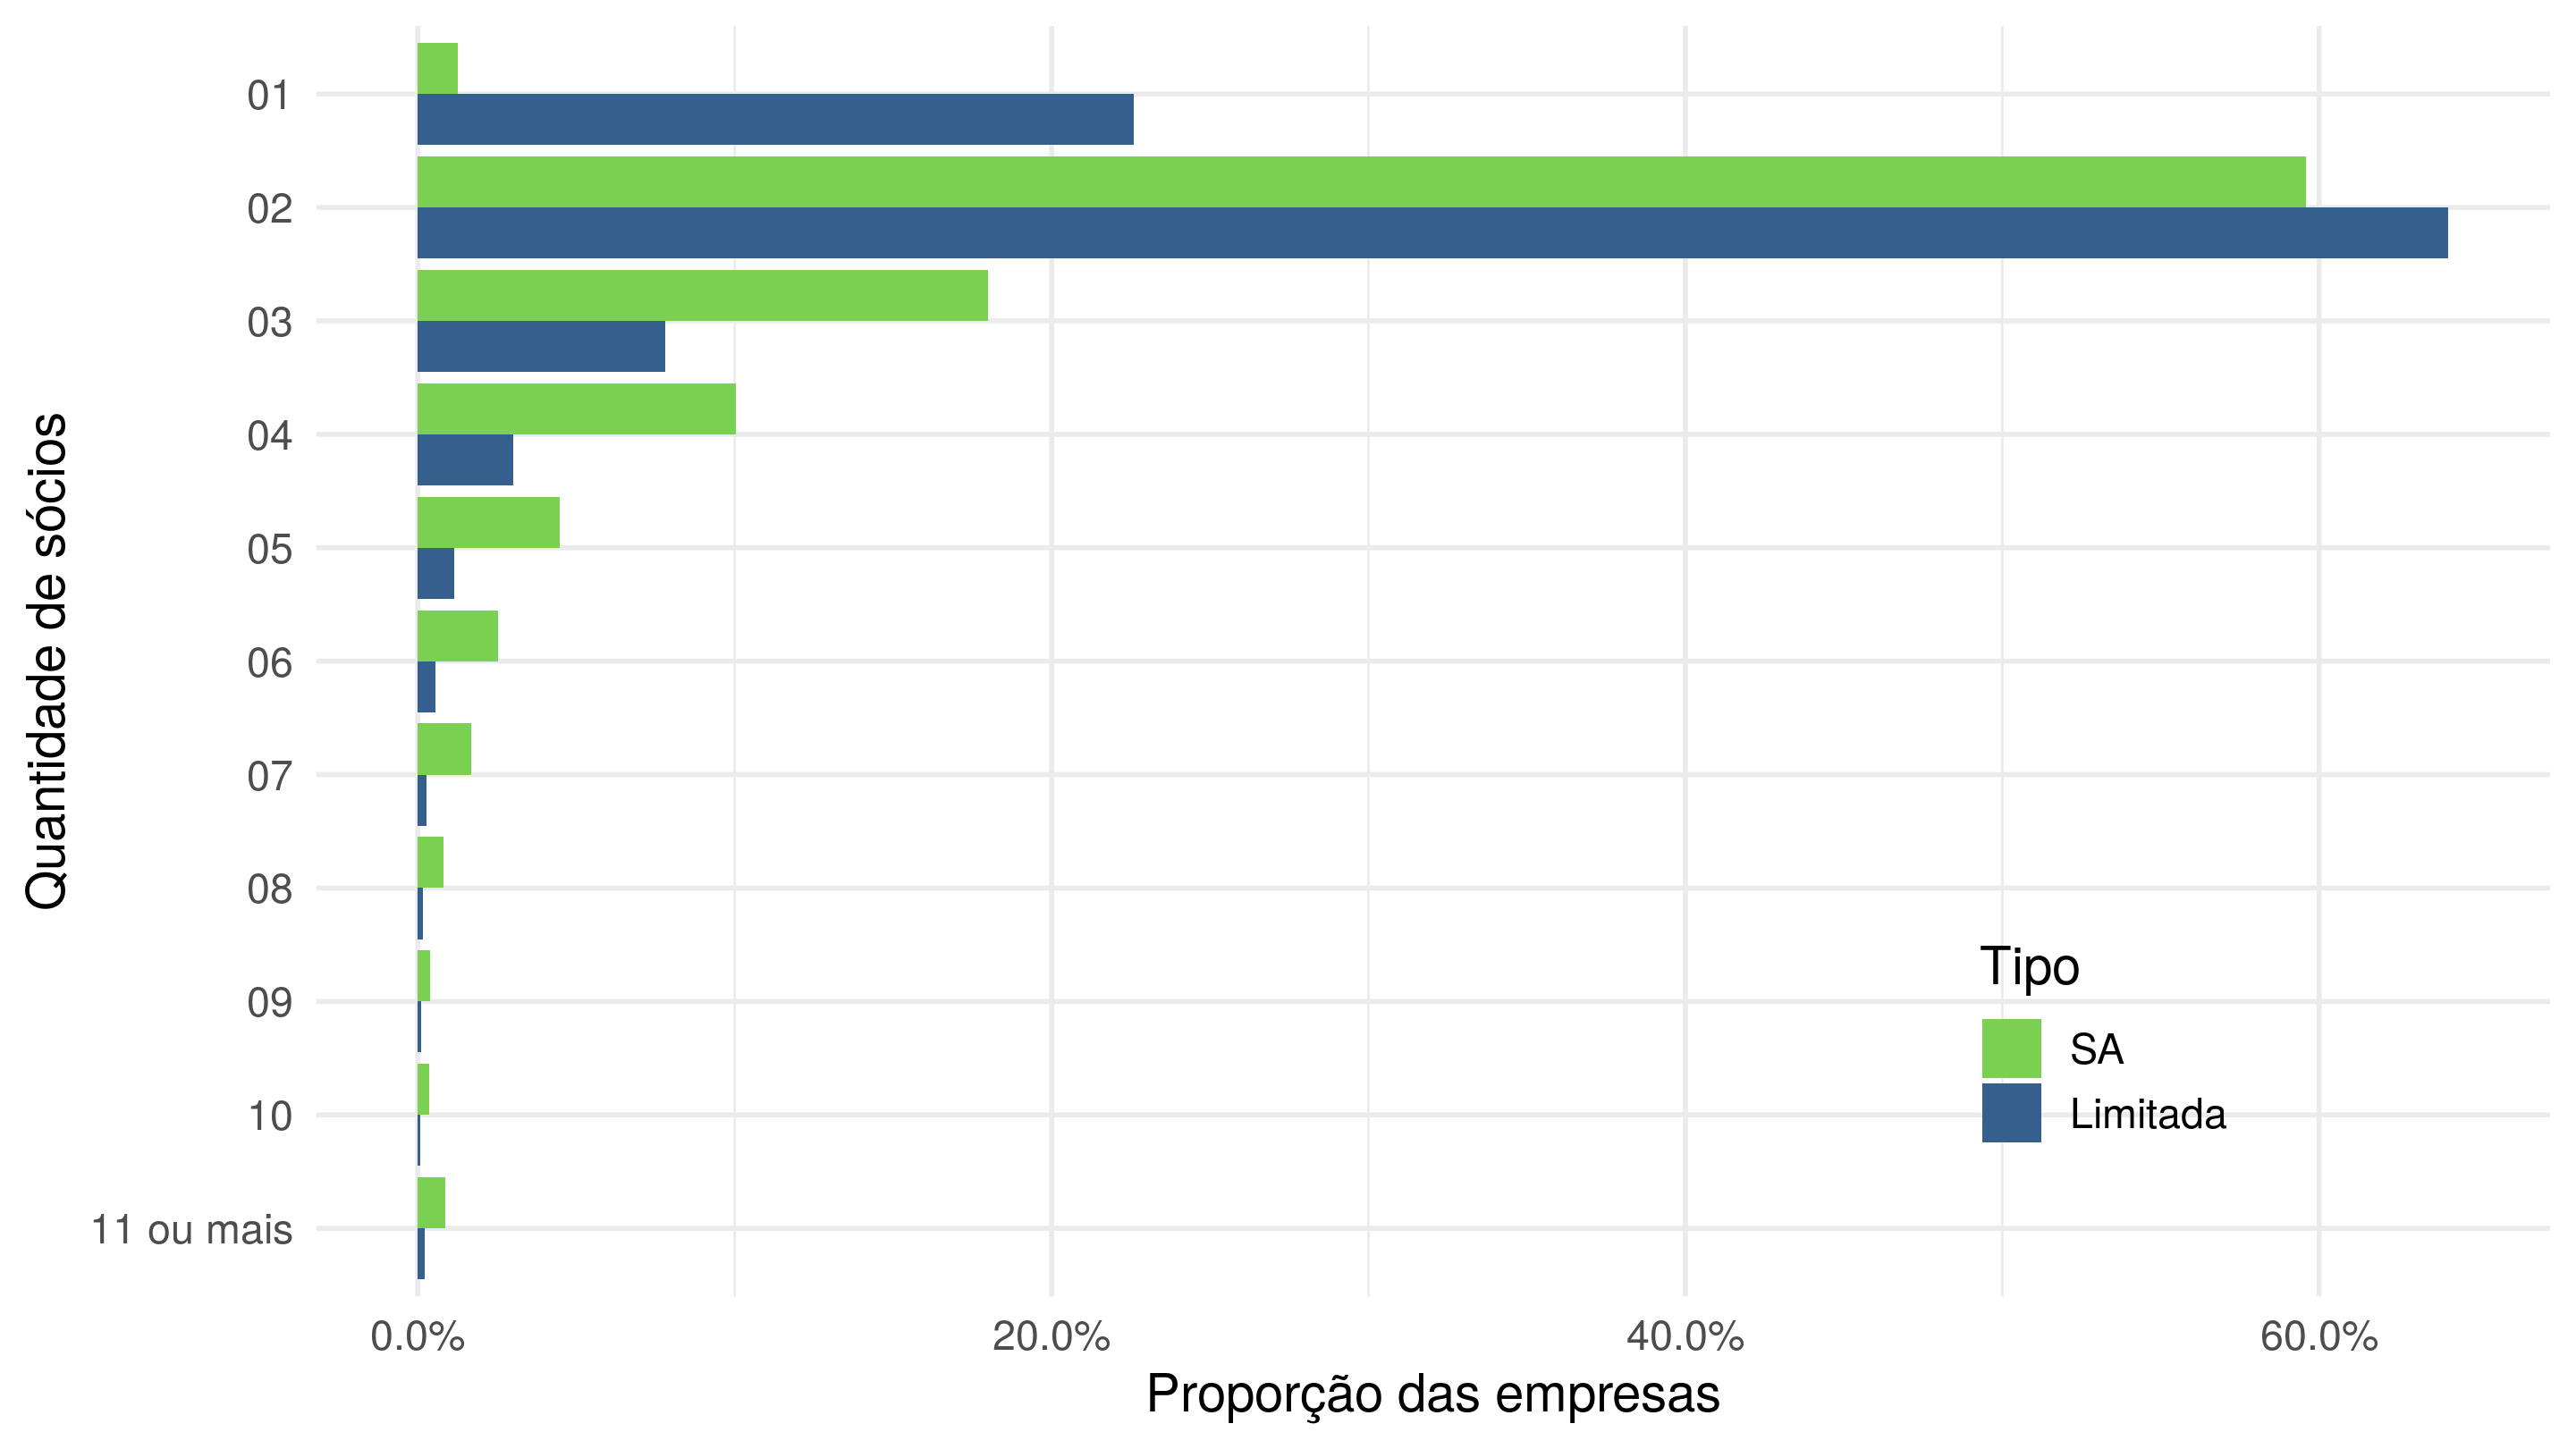 Quantidade de sócios
01
02
03
04
05
06
07
08
09
10
11 ou mais
Tipo
SA
Limitada
0.0%
20.0%
40.0%
60.0%
Proporção das empresas